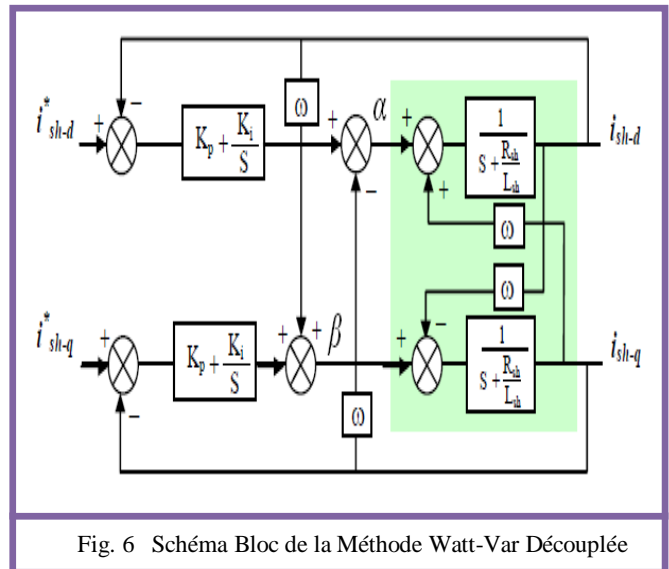 ω
i*sh-d
+
−
Kp + Ki/S
+
−
α
+
+
1/(S + Rsh/Lsh)
ish-d
ω
ω
i*sh-q
+
−
Kp + Ki/S
+
+
β
+
−
1/(S + Rsh/Lsh)
ish-q
ω
Fig. 6 Schéma Bloc de la Méthode Watt-Var Découplée